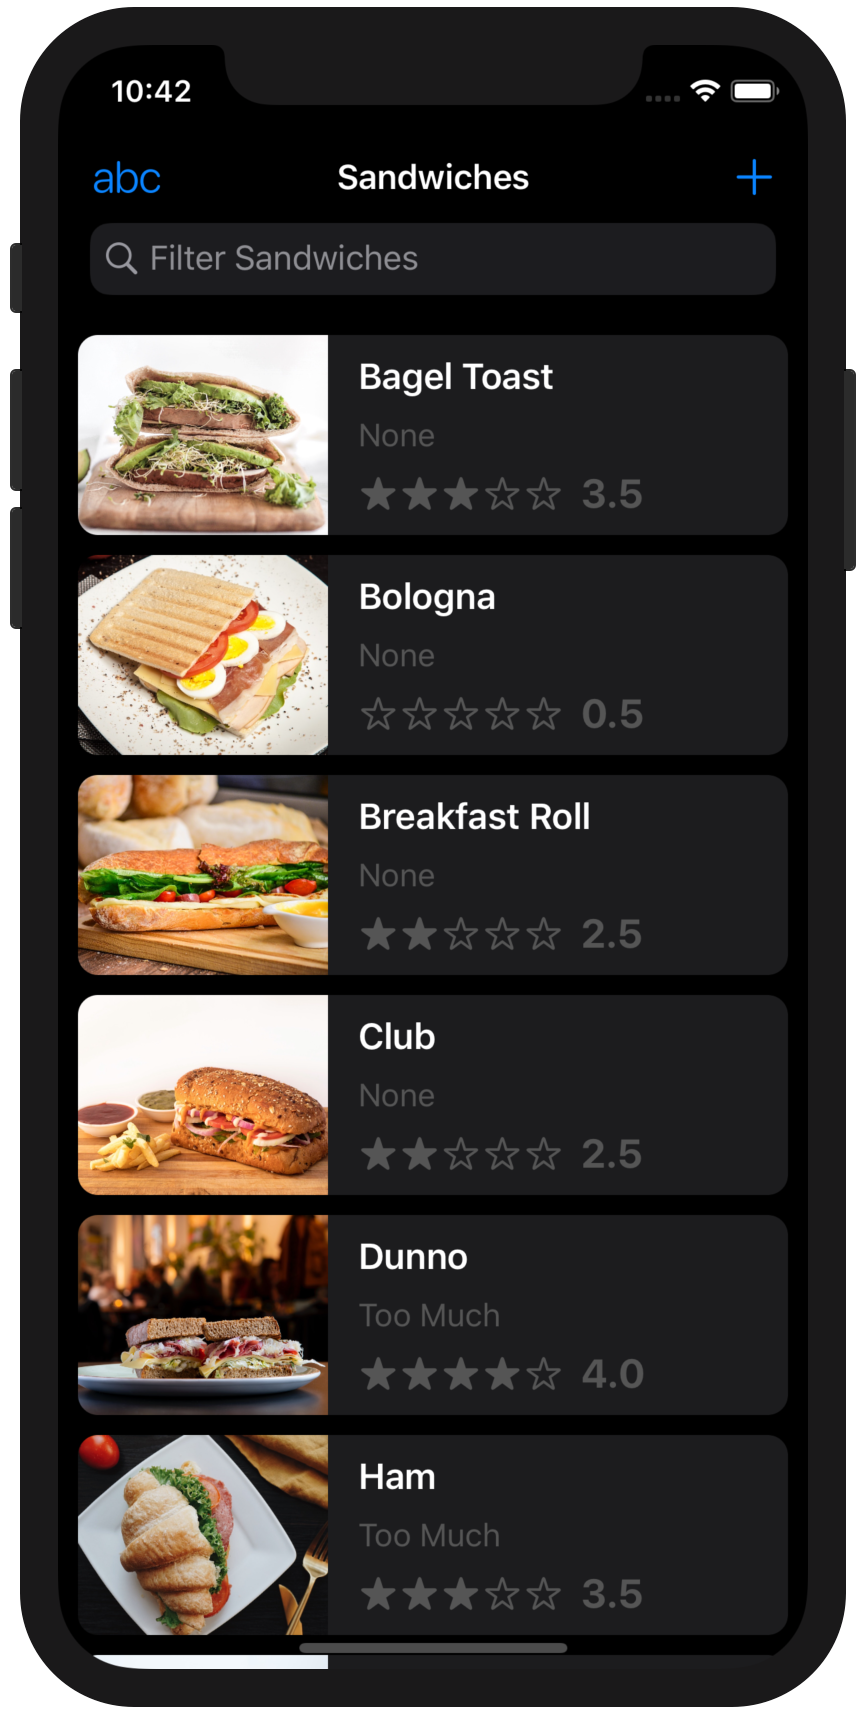 10:42
abc Sandwiches
Filter Sandwiches
Bagel Toast
None
3.5
Bologna
None
0.5
Breakfast Roll
None
2.5
Club
None
2.5
Dunno
Too Much
4.0
Ham
Too Much
3.5